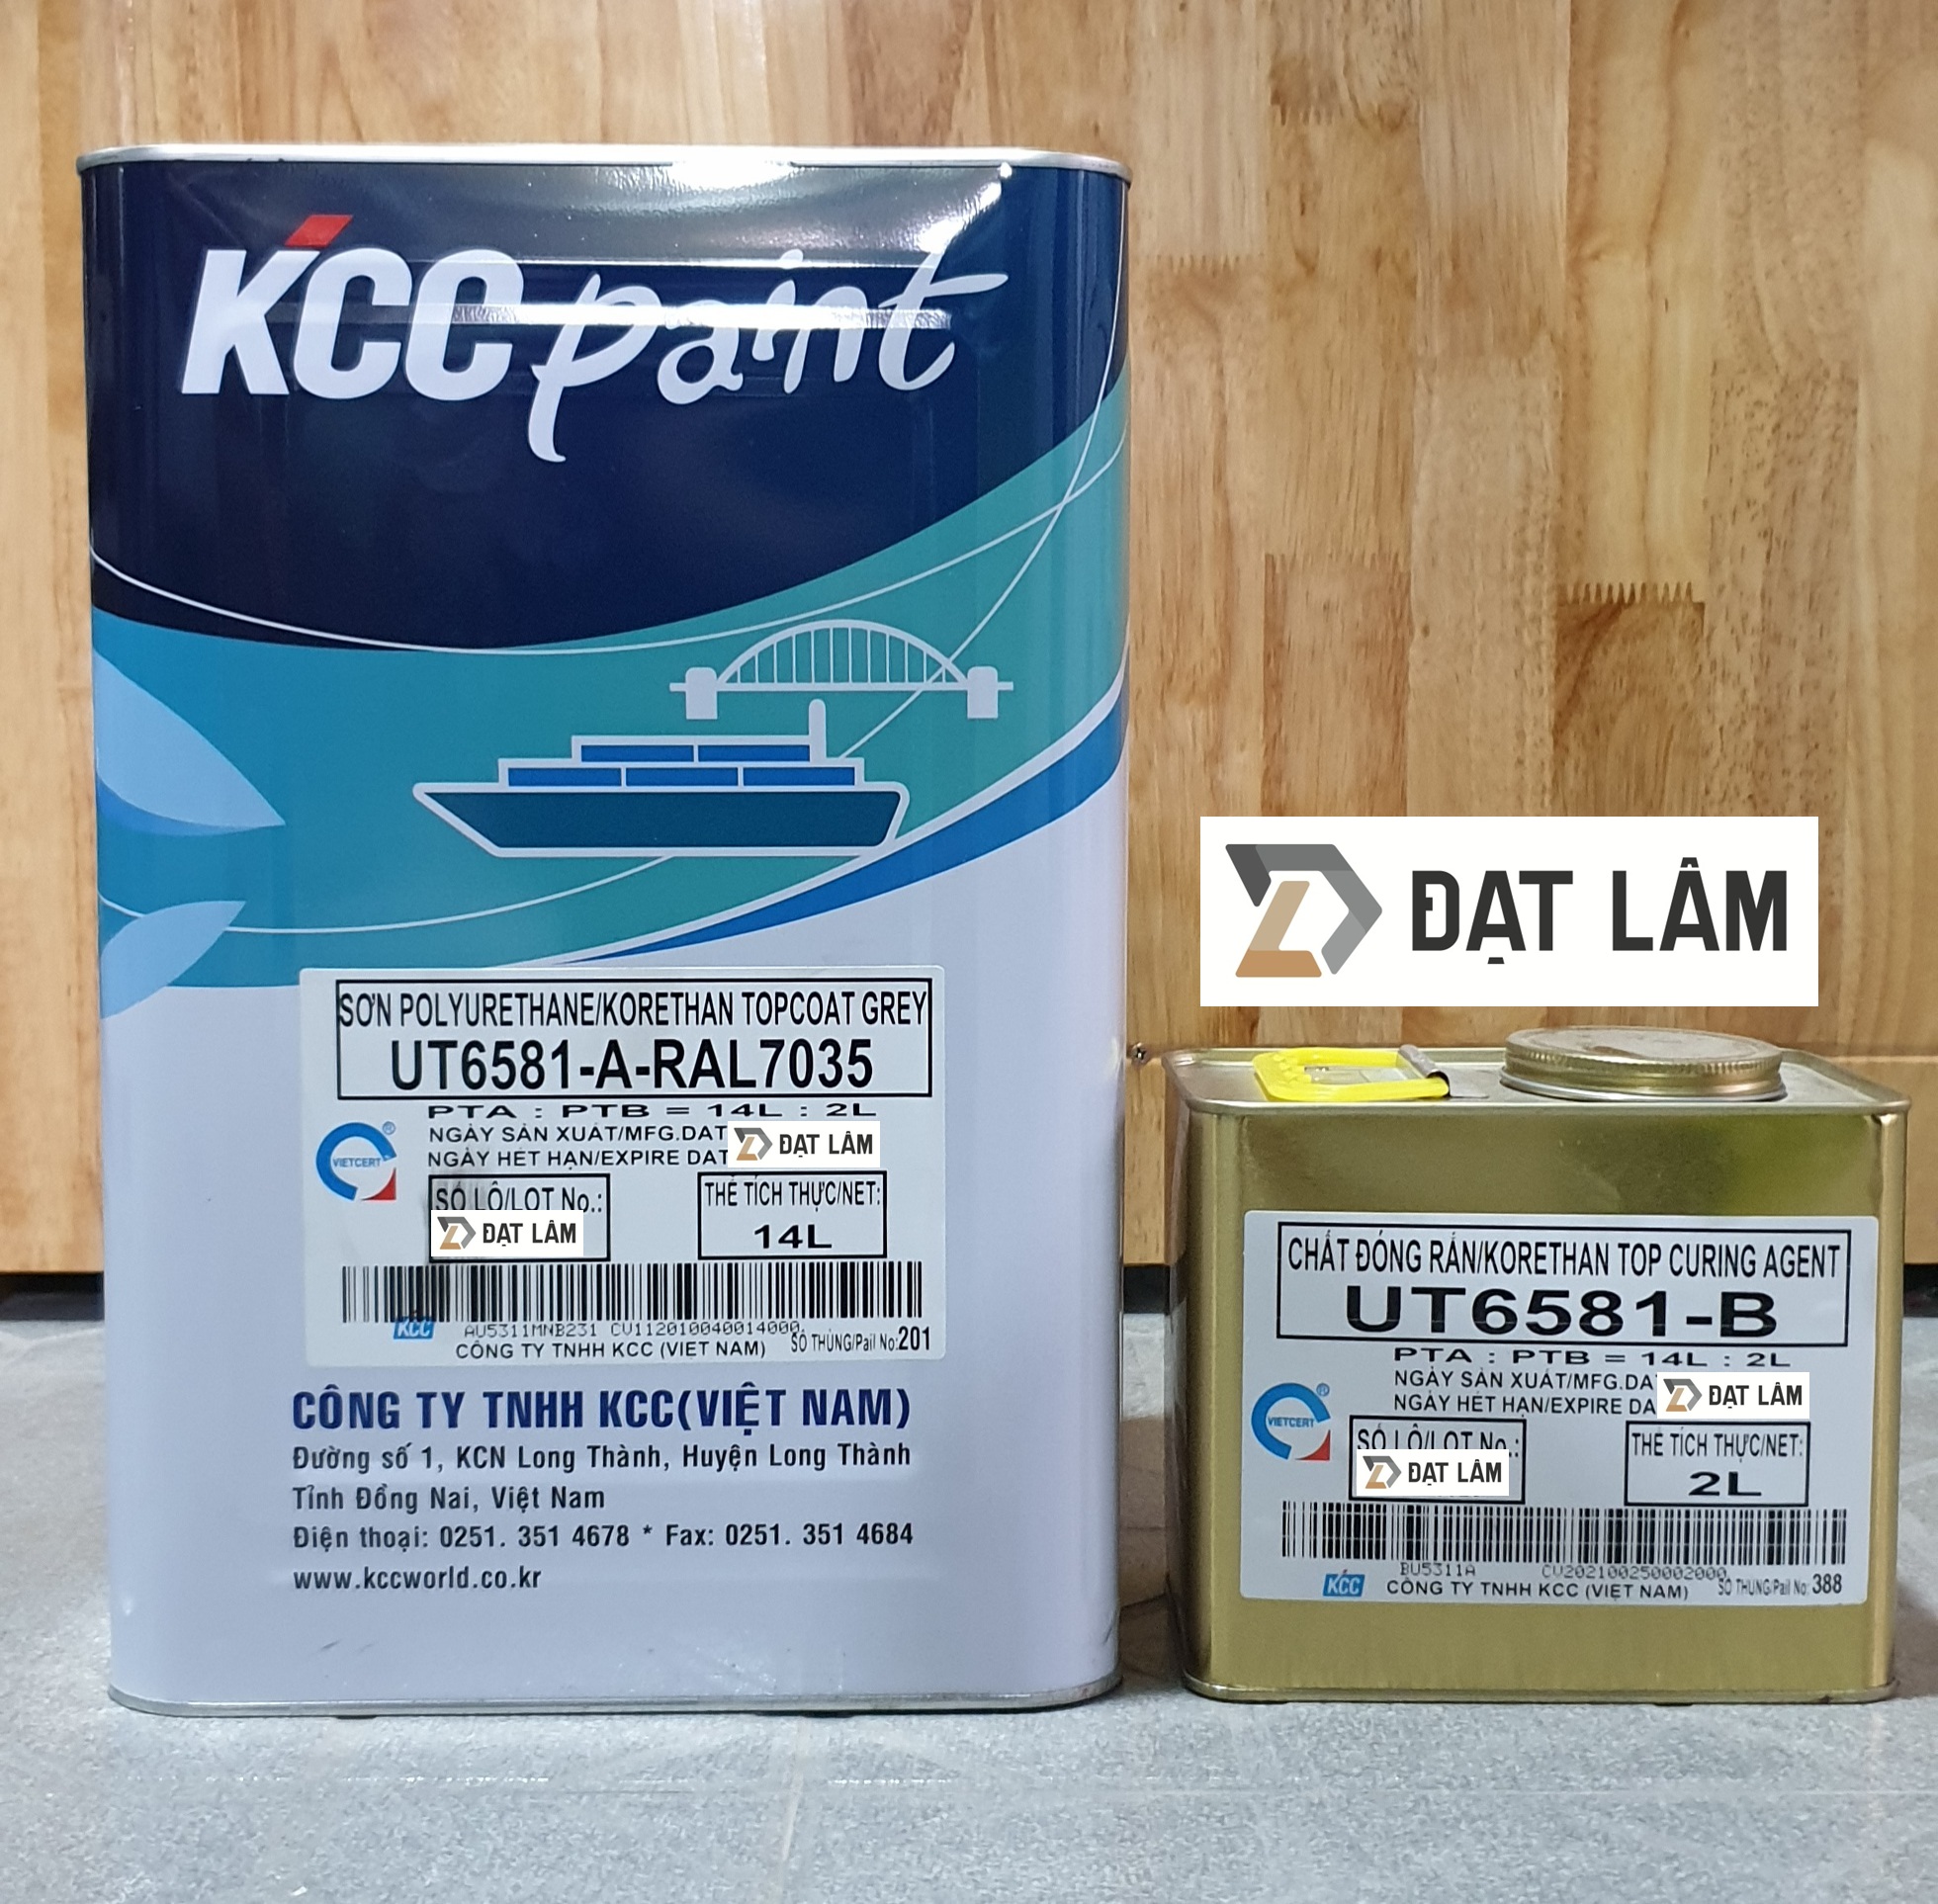 KCC paint
SƠN POLYURETHANE/KORETHAN TOPCOAT GREY
UT6581-A-RAL7035
PTA : PTB = 14L : 2L
NGÀY SẢN XUẤT/MFG.DAT
ĐẠT LÂM
NGÀY HẾT HẠN/EXPIRE DAT
VIETCERT
®
SỐ LÔ/LOT No.:
ĐẠT LÂM
THỂ TÍCH THỰC/NET:
14L
KCC
AU5311MNB231 CV112010040014000
SỐ THÙNG/Pail No:201
CÔNG TY TNHH KCC (VIỆT NAM)
CÔNG TY TNHH KCC(VIỆT NAM)
Đường số 1, KCN Long Thành, Huyện Long Thành
Tỉnh Đồng Nai, Việt Nam
Điện thoại: 0251. 351 4678 * Fax: 0251. 351 4684
www.kccworld.co.kr
ĐẠT LÂM
CHẤT ĐÓNG RẮN/KORETHAN TOP CURING AGENT
UT6581-B
PTA : PTB = 14L : 2L
NGÀY SẢN XUẤT/MFG.DA
ĐẠT LÂM
NGÀY HẾT HẠN/EXPIRE DA
VIETCERT
®
SỐ LÔ/LOT No.:
ĐẠT LÂM
THỂ TÍCH THỰC/NET:
2L
BU5311A CV202100250002000
KCC
CÔNG TY TNHH KCC (VIỆT NAM)
SỐ THÙNG/Pail No: 388